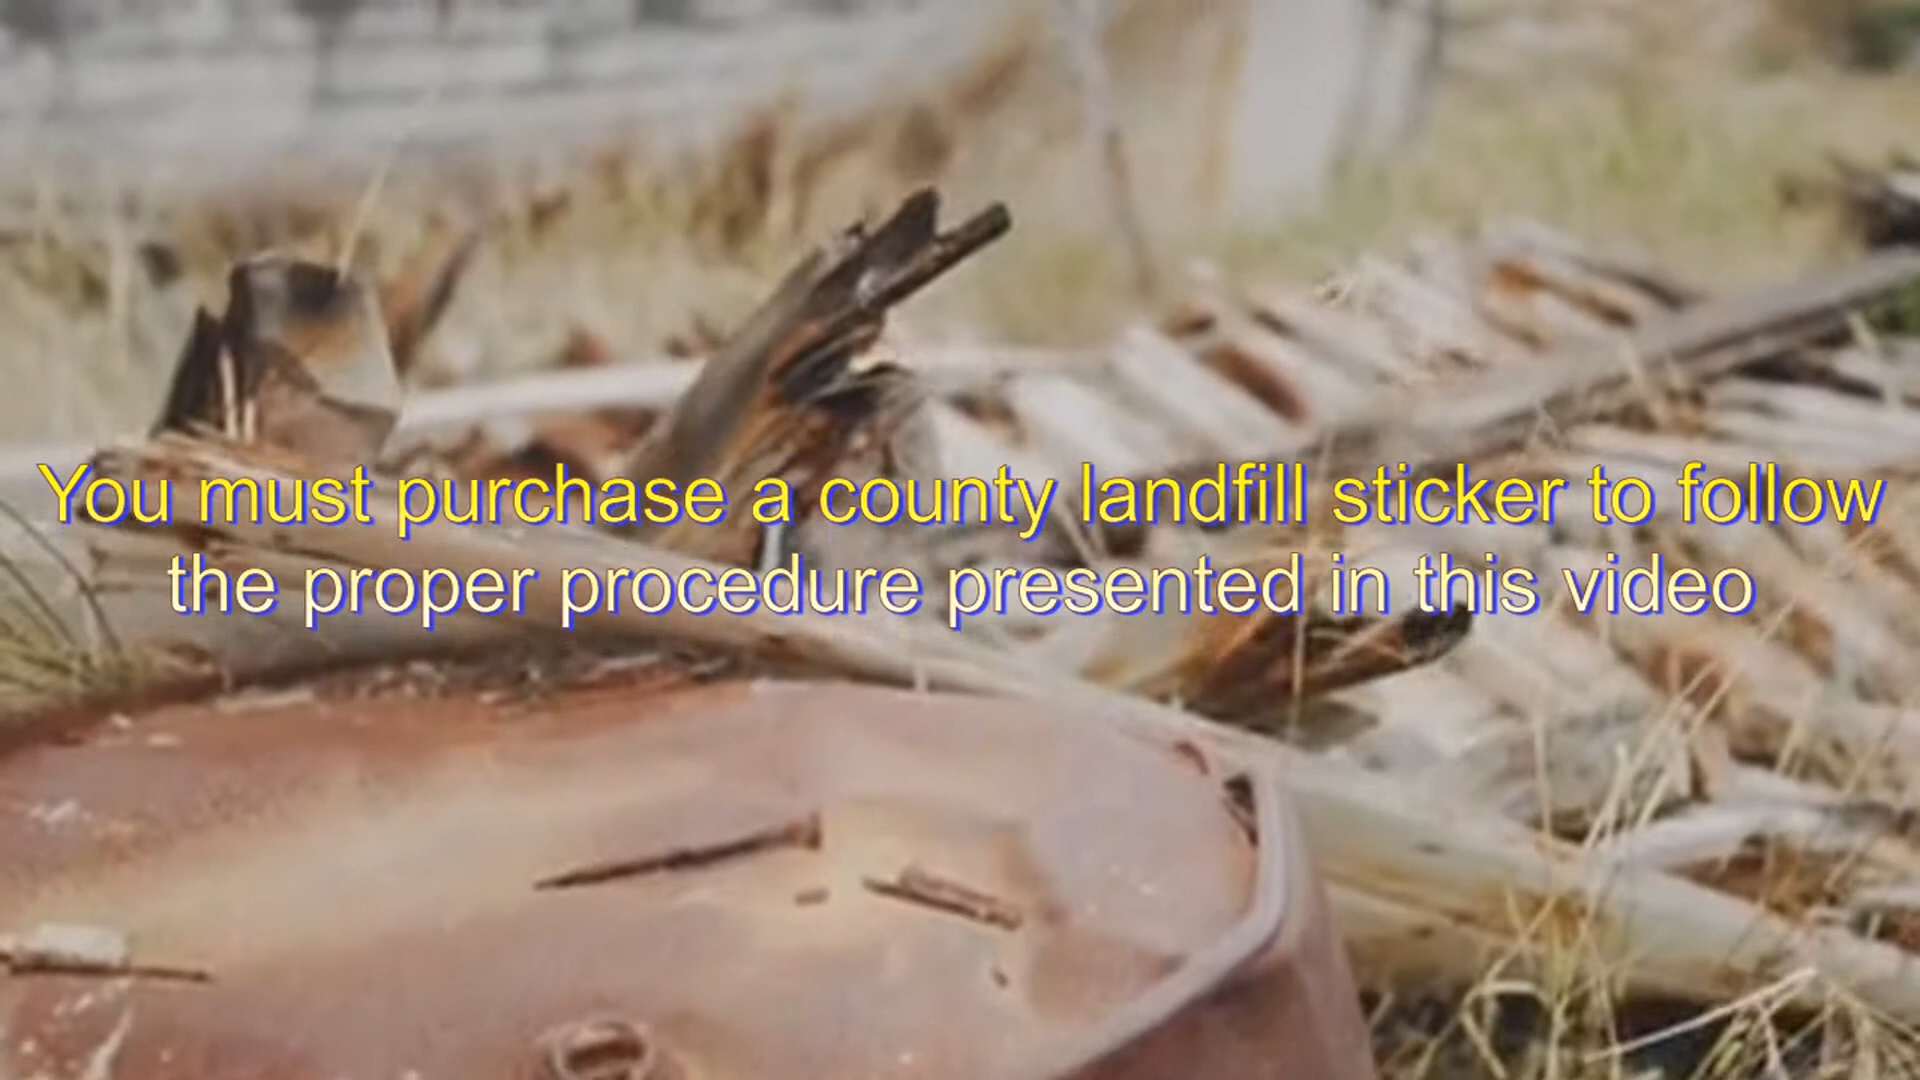 You must purchase a county landfill sticker to follow
the proper procedure presented in this video